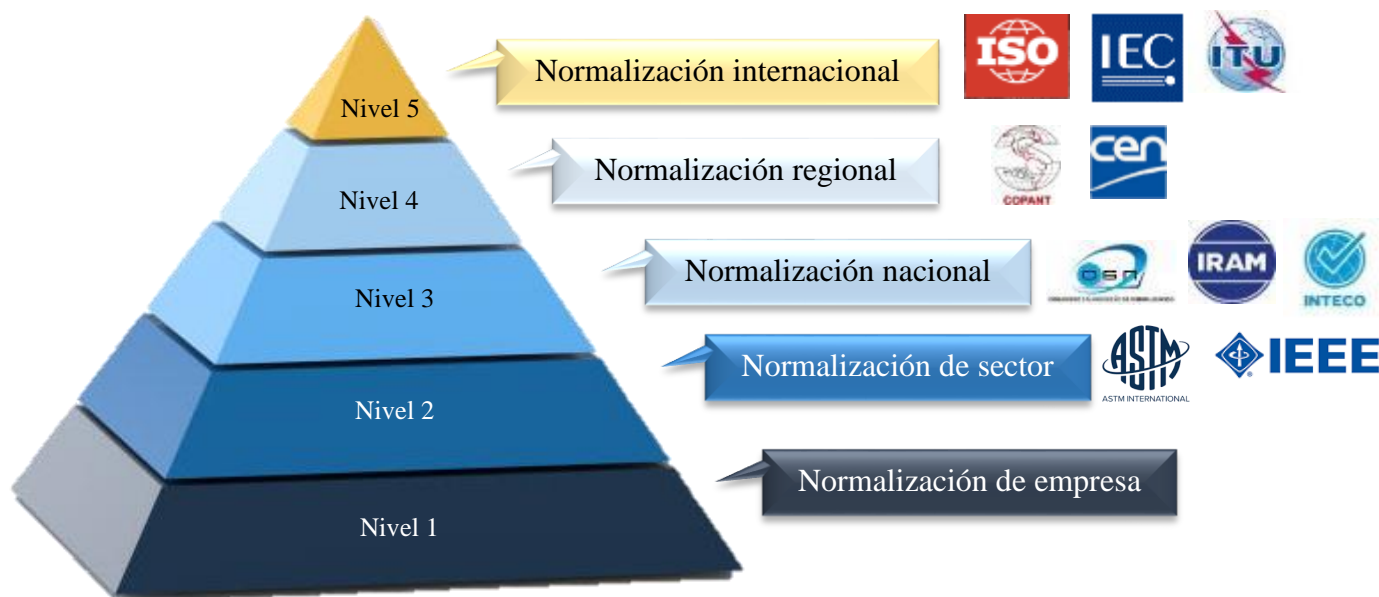 Nivel 5
Normalización internacional
ISO
IEC
ITU
Nivel 4
Normalización regional
COPANT
cen
Nivel 3
Normalización nacional
osn
IRAM
INTECO
Nivel 2
Normalización de sector
ASTM
ASTM INTERNATIONAL
IEEE
Nivel 1
Normalización de empresa